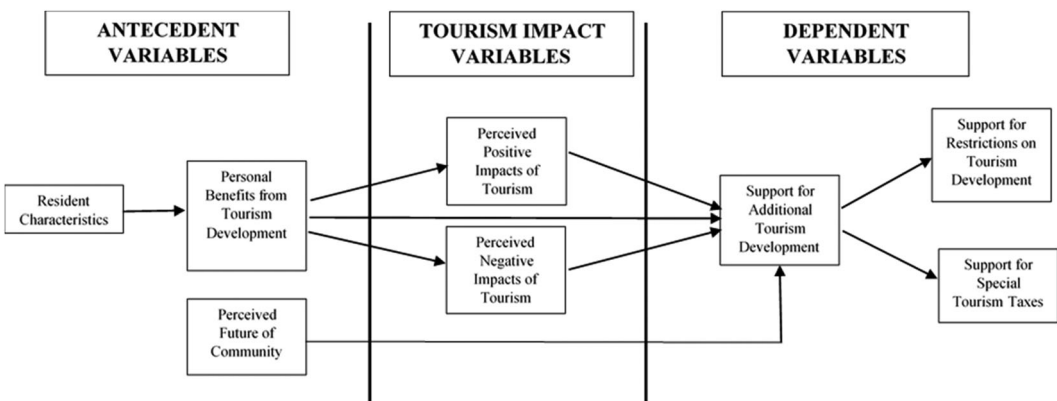 ANTECEDENT
VARIABLES
TOURISM IMPACT
VARIABLES
DEPENDENT
VARIABLES
Resident
Characteristics
Personal
Benefits from
Tourism
Development
Perceived
Future of
Community
Perceived
Positive
Impacts of
Tourism
Perceived
Negative
Impacts of
Tourism
Support for
Additional
Tourism
Development
Support for
Restrictions on
Tourism
Development
Support for
Special
Tourism Taxes